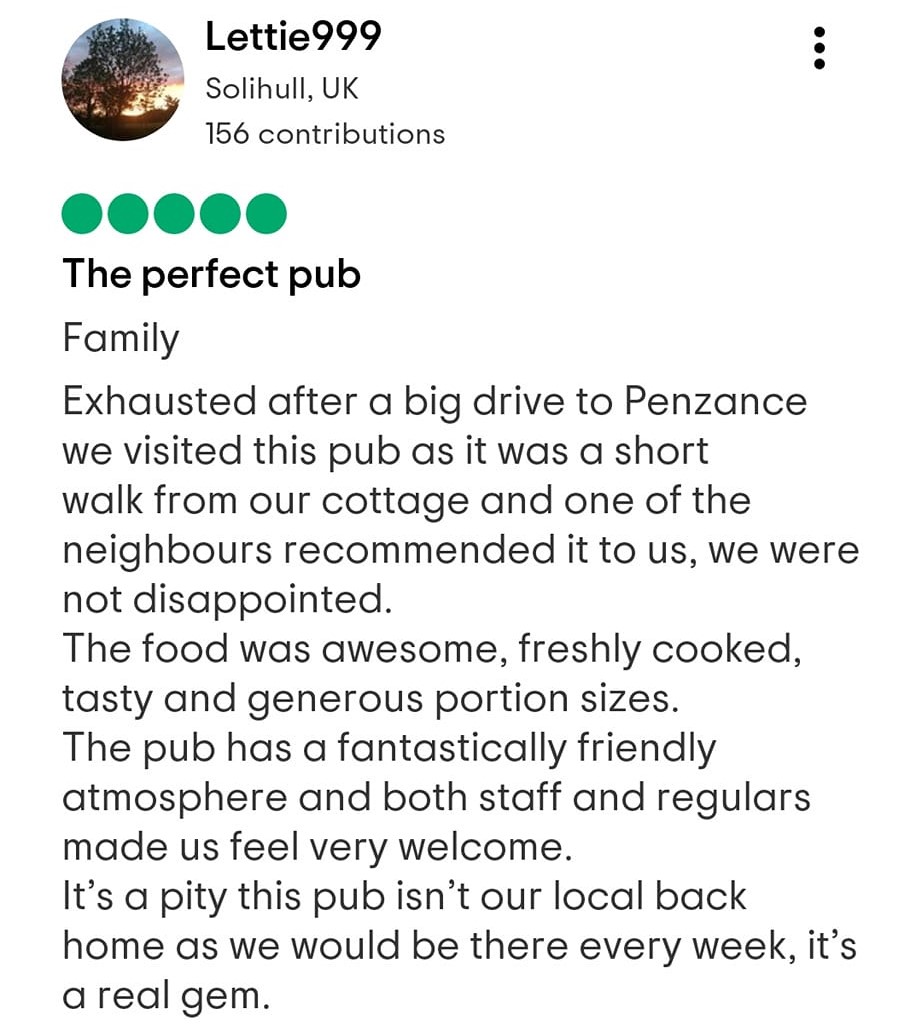 Lettie999
Solihull, UK
156 contributions
The perfect pub
Family
Exhausted after a big drive to Penzance
we visited this pub as it was a short
walk from our cottage and one of the
neighbours recommended it to us, we were
not disappointed.
The food was awesome, freshly cooked,
tasty and generous portion sizes.
The pub has a fantastically friendly
atmosphere and both staff and regulars
made us feel very welcome.
It’s a pity this pub isn’t our local back
home as we would be there every week, it’s
a real gem.